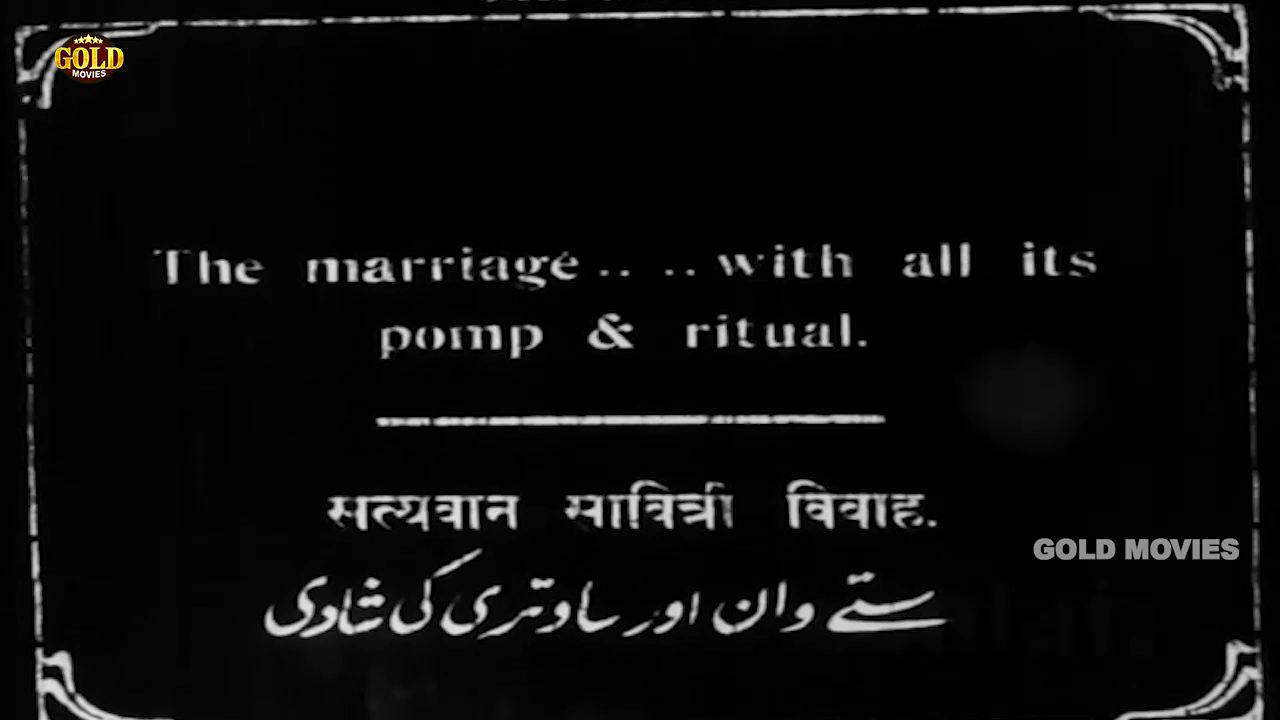 GOLD
MOVIES
The marriage.. ..with all its
pomp & ritual.
सत्यवान सावित्री विवाह.
GOLD MOVIES
ستے وان اور ساوتری کی شادی